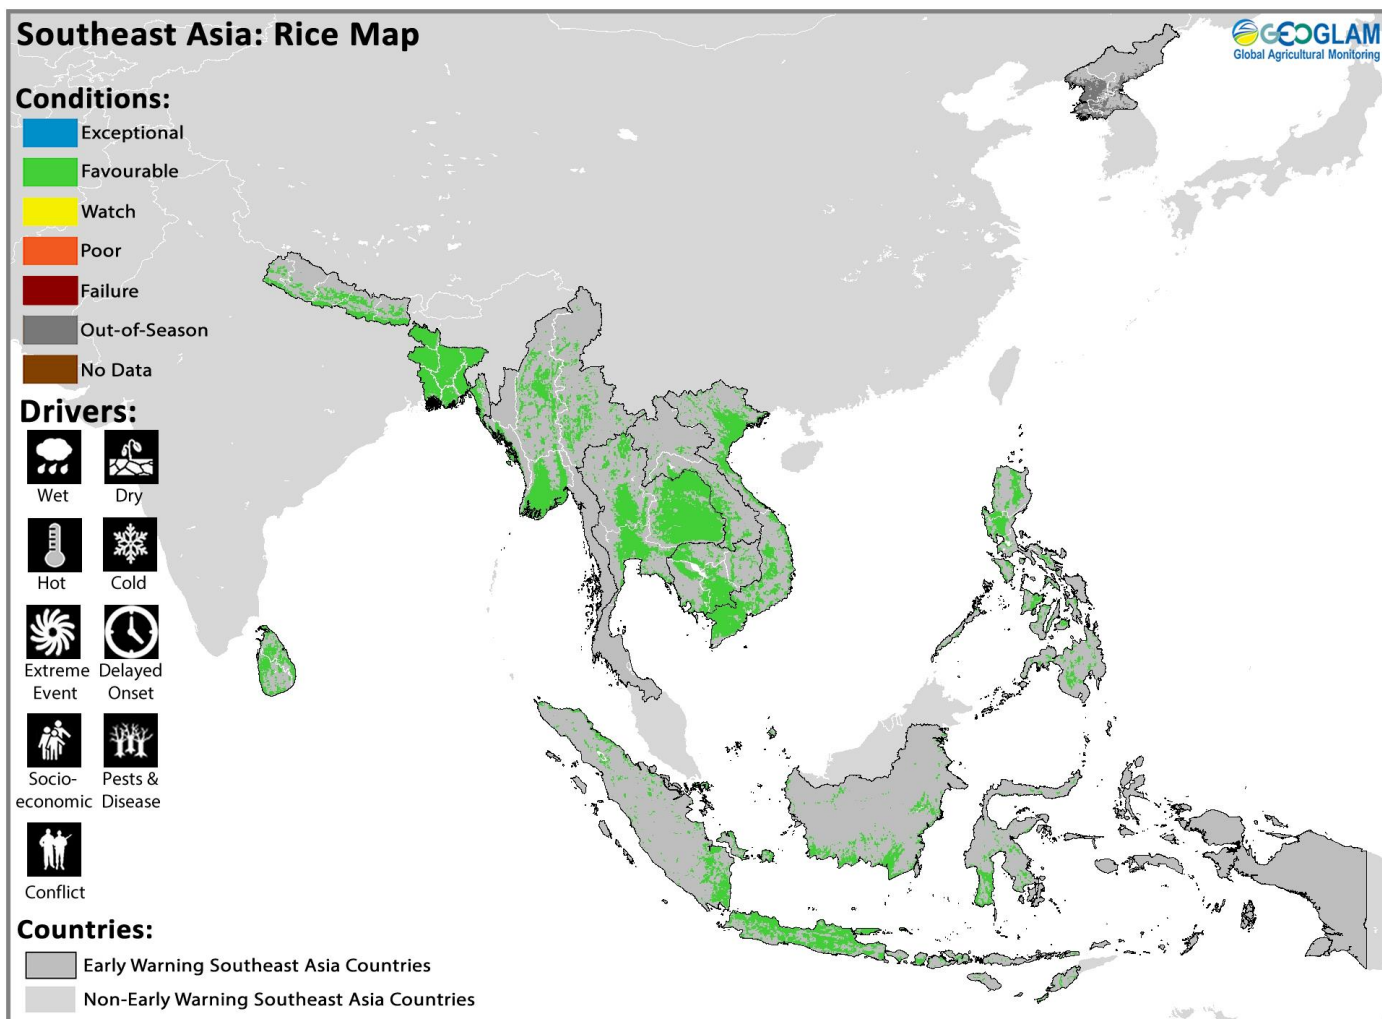 Southeast Asia: Rice Map
GEOGLAM
Global Agricultural Monitoring
Conditions:
Exceptional
Favourable
Watch
Poor
Failure
Out-of-Season
No Data
Drivers:
Wet
Dry
Hot
Cold
Extreme
Event
Delayed
Onset
Socio-
economic
Pests &
Disease
Conflict
Countries:
Early Warning Southeast Asia Countries
Non-Early Warning Southeast Asia Countries